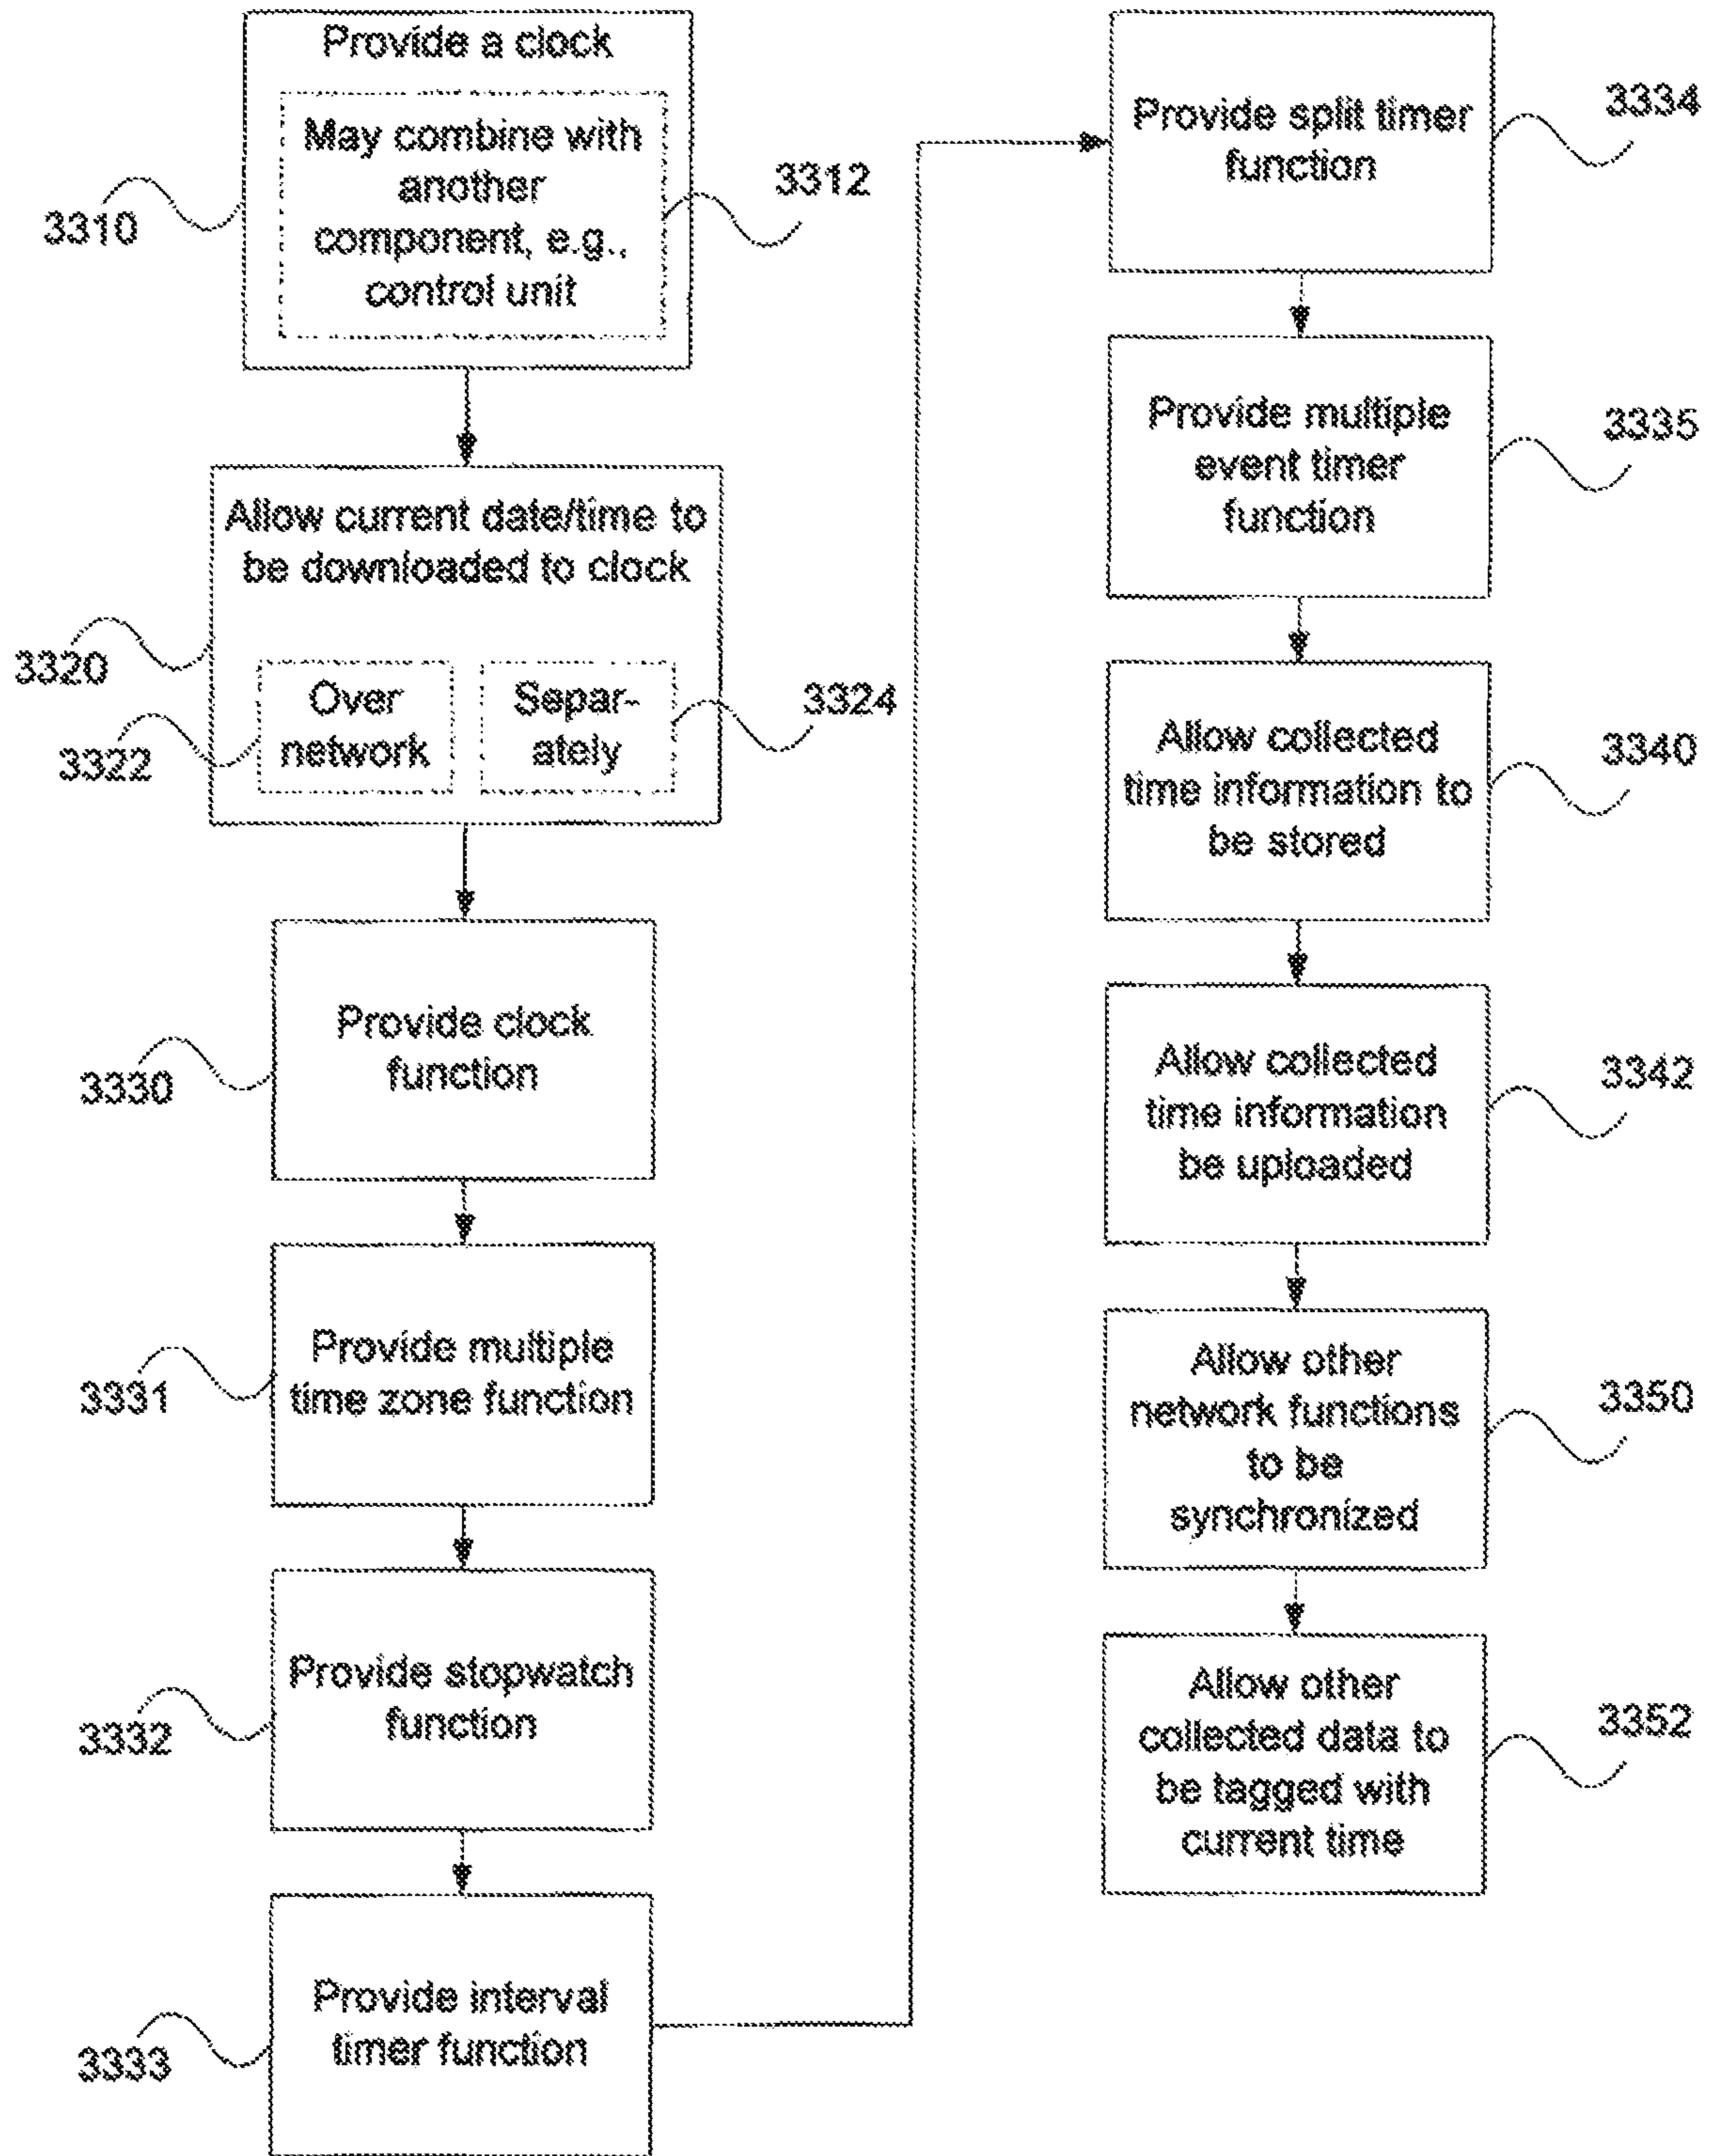 Provide a clock
May combine with
another
component, e.g.,
control unit
3310
3312
Allow current date/time to
be downloaded to clock
3320
Over
network
3322
Separ-
ately
3324
Provide clock
function
3330
Provide multiple
time zone function
3331
Provide stopwatch
function
3332
Provide interval
timer function
3333
Provide split timer
function
3334
Provide multiple
event timer
function
3335
Allow collected
time information to
be stored
3340
Allow collected
time information
be uploaded
3342
Allow other
network functions
to be
synchronized
3350
Allow other
collected data to
be tagged with
current time
3352